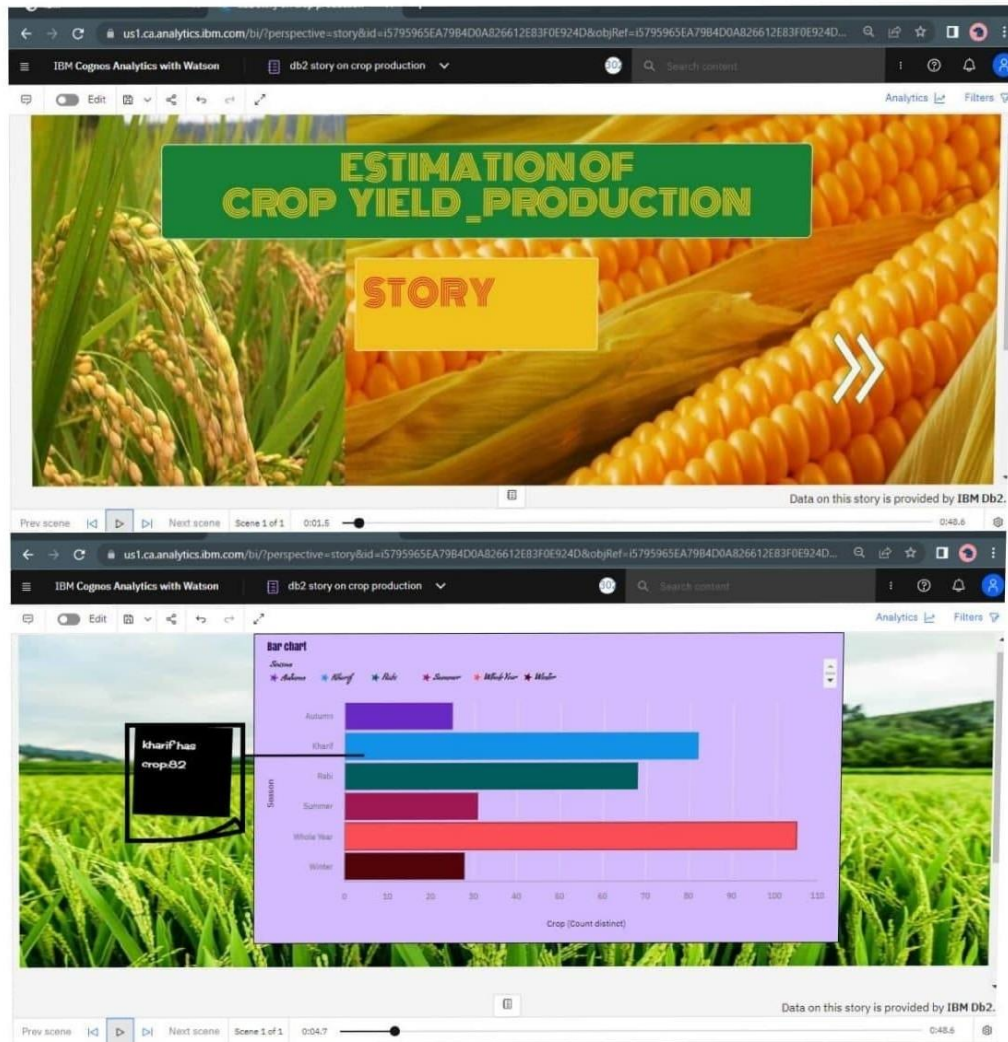 us1.ca.analytics.ibm.com/bi/?perspective=story&id=i5795965EA79B4D0A826612E83F0E924D&objRef=i5795965EA79B4D0A826612E83F0E924D...
IBM Cognos Analytics with Watson db2 story on crop production Search content
Edit Analytics Filters
ESTIMATION OF
CROP YIELD_PRODUCTION
STORY
Data on this story is provided by IBM Db2.
Prev scene Next scene Scene 1 of 1 0:01.5 0:48.6
us1.ca.analytics.ibm.com/bi/?perspective=story&id=i5795965EA79B4D0A826612E83F0E924D&objRef=i5795965EA79B4D0A826612E83F0E924D...
IBM Cognos Analytics with Watson db2 story on crop production Search content
Edit Analytics Filters
Bar chart
Season
Autumn Kharif Rabi Summer Whole Year Winter
Autumn
kharif has
crop:82
Kharif
Rabi
Season
Summer
Whole Year
Winter
0 10 20 30 40 50 60 70 80 90 100 110
Crop (Count distinct)
Data on this story is provided by IBM Db2.
Prev scene Next scene Scene 1 of 1 0:04.7 0:48.6